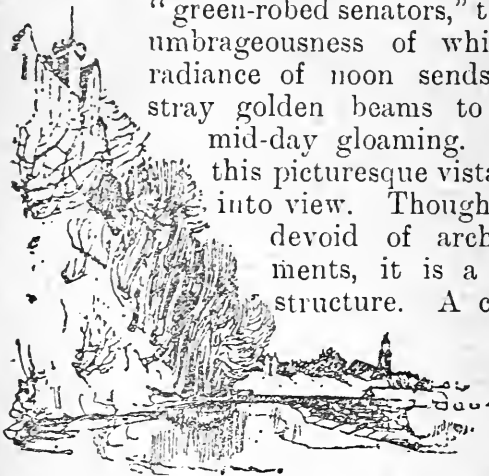 “green-robed senators,” t
umbrageousness of whi
radiance of noon sends
stray golden beams to
mid-day gloaming.
this picturesque vista
into view. Though
devoid of arch
ments, it is a
structure. A c